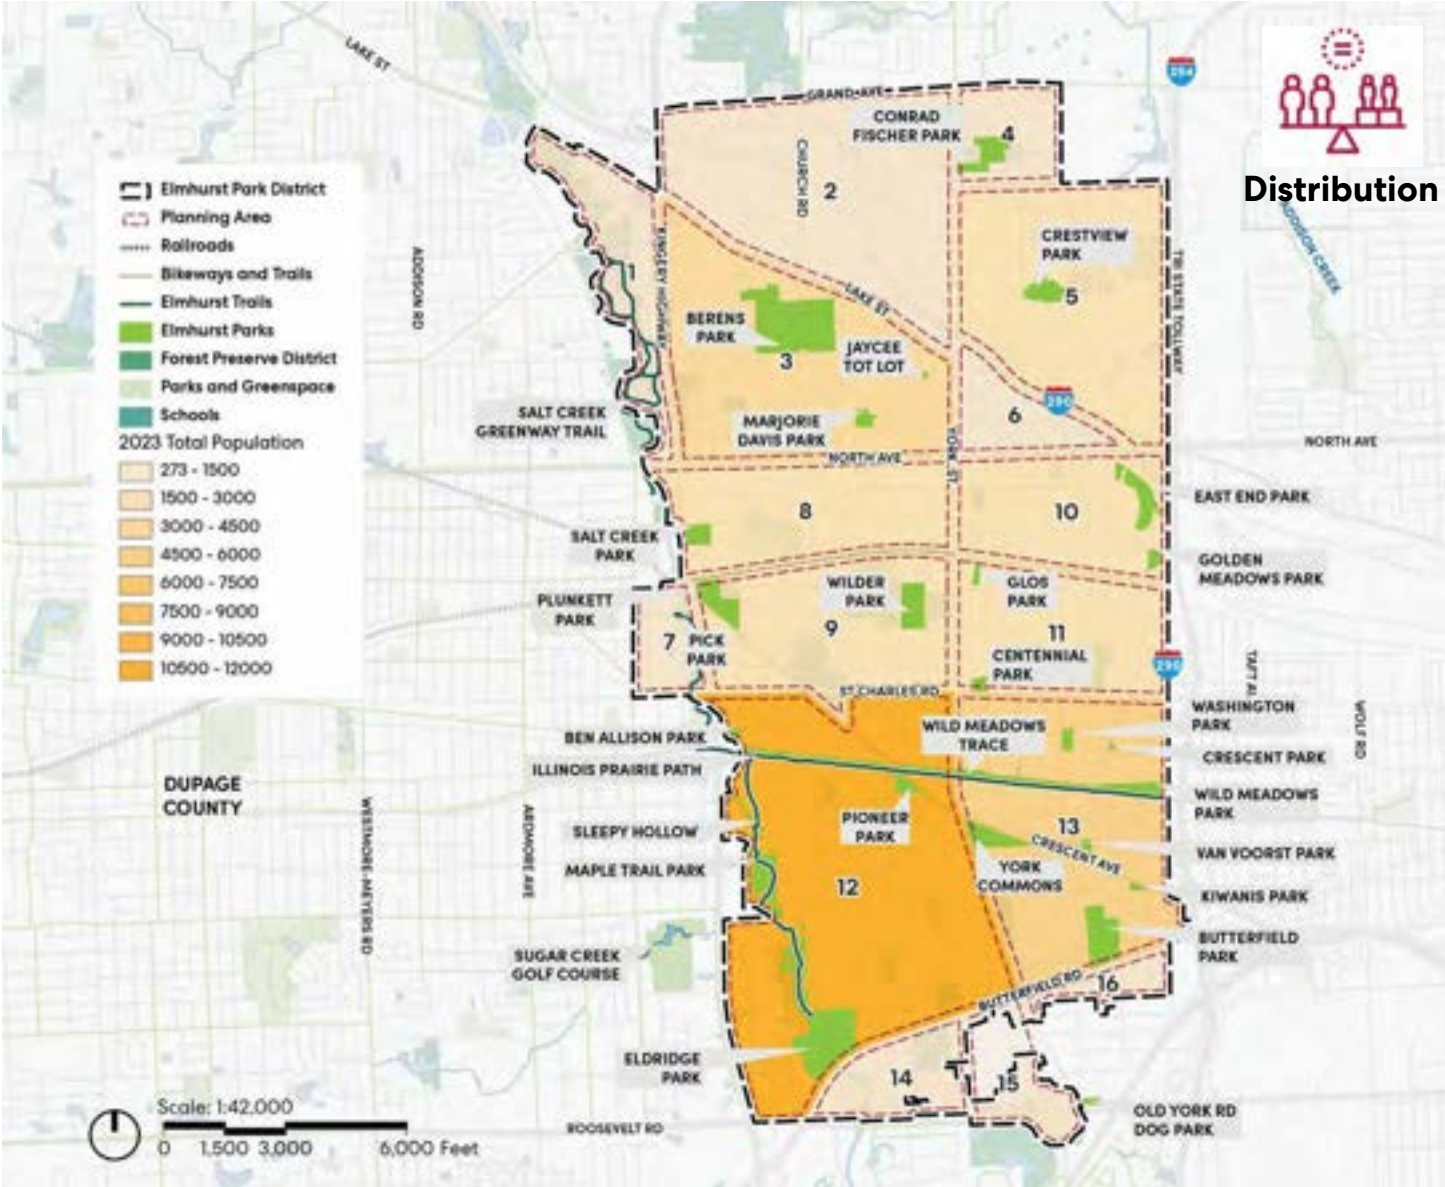 LAKE ST
284
=
Distribution
GRAND AVE
CONRAD
FISCHER PARK
4
CHURCH RD
2
Elmhurst Park District
Planning Area
Railroads
Bikeways and Trails
Elmhurst Trails
Elmhurst Parks
Forest Preserve District
Parks and Greenspace
Schools
2023 Total Population
273 - 1500
1500 - 3000
3000 - 4500
4500 - 6000
6000 - 7500
7500 - 9000
9000 - 10500
10500 - 12000
ADDISON RD
1
KINGERY HIGHWAY
CRESTVIEW
PARK
5
TRI STATE TOLLWAY
ADDISON CREEK
LAKE ST
BERENS
PARK
3
JAYCEE
TOT LOT
290
6
SALT CREEK
GREENWAY TRAIL
MARJORIE
DAVIS PARK
NORTH AVE
YORK ST
NORTH AVE
8
10
EAST END PARK
SALT CREEK
PARK
GOLDEN
MEADOWS PARK
PLUNKETT
PARK
WILDER
PARK
GLOS
PARK
7
PICK
PARK
9
11
CENTENNIAL
PARK
290
ST CHARLES RD
WASHINGTON
PARK
WOLF RD
BEN ALLISON PARK
WILD MEADOWS
TRACE
CRESCENT PARK
ILLINOIS PRAIRIE PATH
DUPAGE
COUNTY
WILD MEADOWS
PARK
WESTMORE-MEYERS RD
ARDMORE AVE
SLEEPY HOLLOW
PIONEER
PARK
13
CRESCENT AVE
VAN VOORST PARK
MAPLE TRAIL PARK
12
YORK
COMMONS
KIWANIS PARK
SUGAR CREEK
GOLF COURSE
BUTTERFIELD
PARK
BUTTERFIELD RD
16
ELDRIDGE
PARK
14
15
Scale: 1:42,000
0 1,500 3,000 6,000 Feet
ROOSEVELT RD
OLD YORK RD
DOG PARK